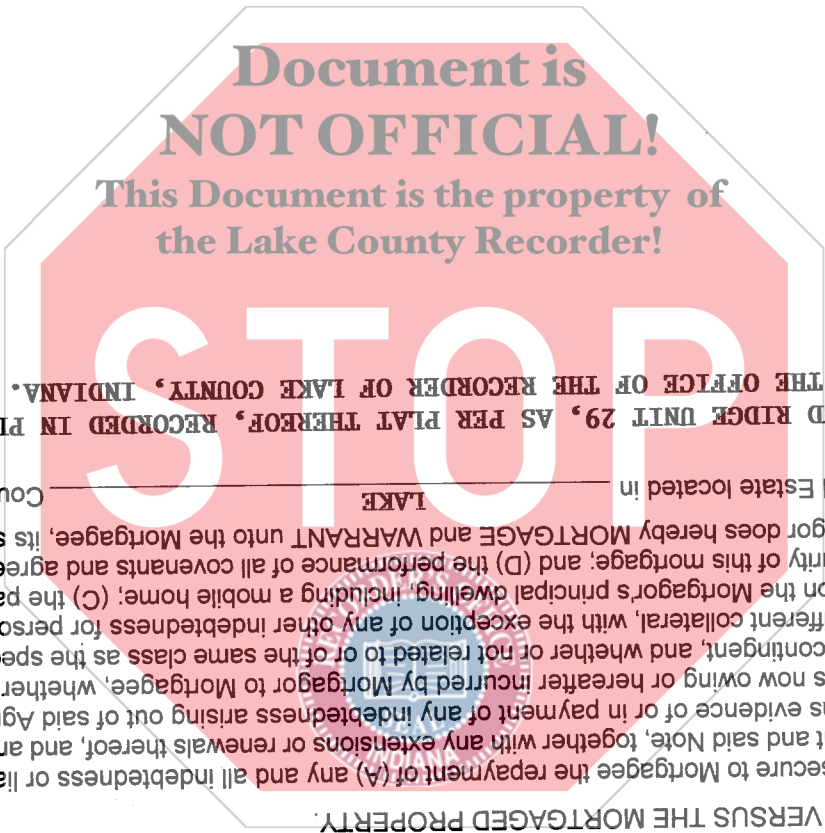 Document is
NOT OFFICIAL!
This Document is the property of
the Lake County Recorder!
STOP
INDIANA
VERSUS THE MORTGAGED PROPERTY.
secure to Mortgagee the repayment of (A) any and all indebtedness or
and said Note, together with any extensions or renewals thereof, and
evidence of or in payment of any indebtedness arising out of said
now owing or hereafter incurred by Mortgagor to Mortgagee, whether
contingent, and whether or not related to or of the same class as the
collateral, with the exception of any other indebtedness for
on the Mortgagor's principal dwelling, including a mobile home; (C) the
of this mortgage; and (D) the performance of all covenants and
does hereby MORTGAGE and WARRANT unto the Mortgagee, its
Estate located in LAKE
RIDGE UNIT 29, AS PER PLAT THEREOF, RECORDED IN
THE OFFICE OF THE RECORDER OF LAKE COUNTY, INDIANA.